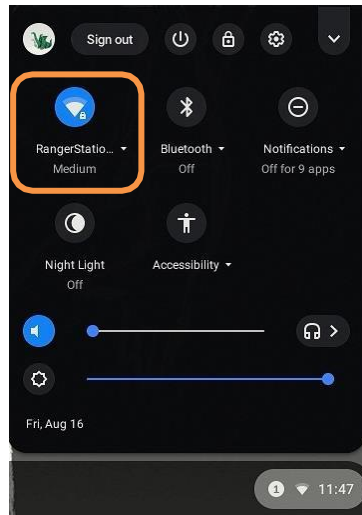 Sign out
RangerStatio...
Medium
Bluetooth
Off
Notifications
Off for 9 apps
Night Light
Off
Accessibility
Fri, Aug 16
1 11:47